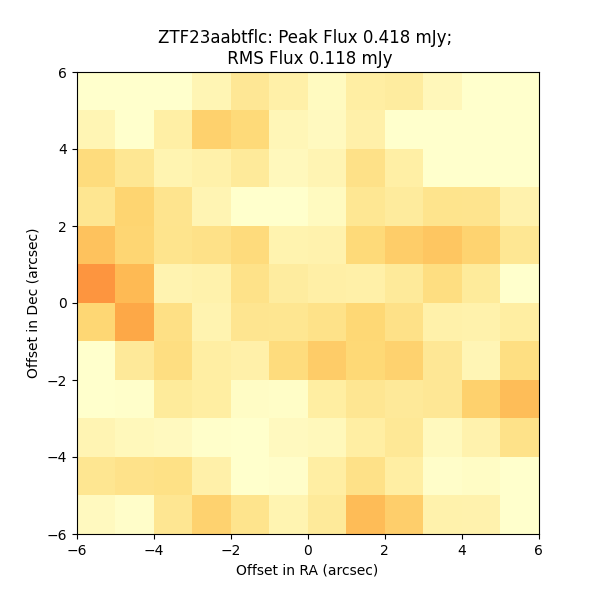 ZTF23aabtflc: Peak Flux 0.418 mJy;
RMS Flux 0.118 mJy
6
4
2
0
−2
−4
−6
Offset in Dec (arcsec)
−6 −4 −2 0 2 4 6
Offset in RA (arcsec)